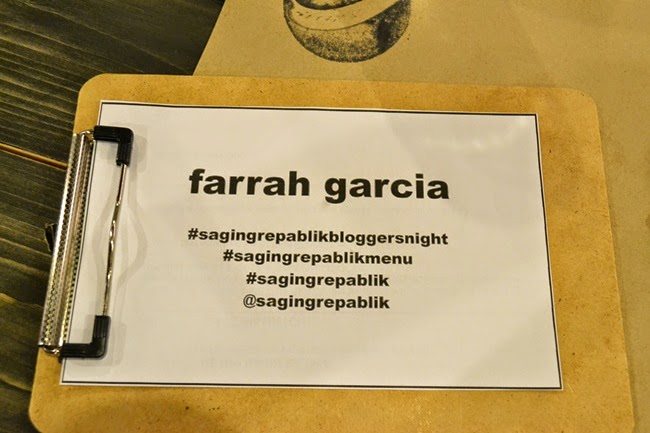 farrah garcia
#sagingrepablikbloggersnight
#sagingrepablikmenu
#sagingrepablik
@sagingrepablik